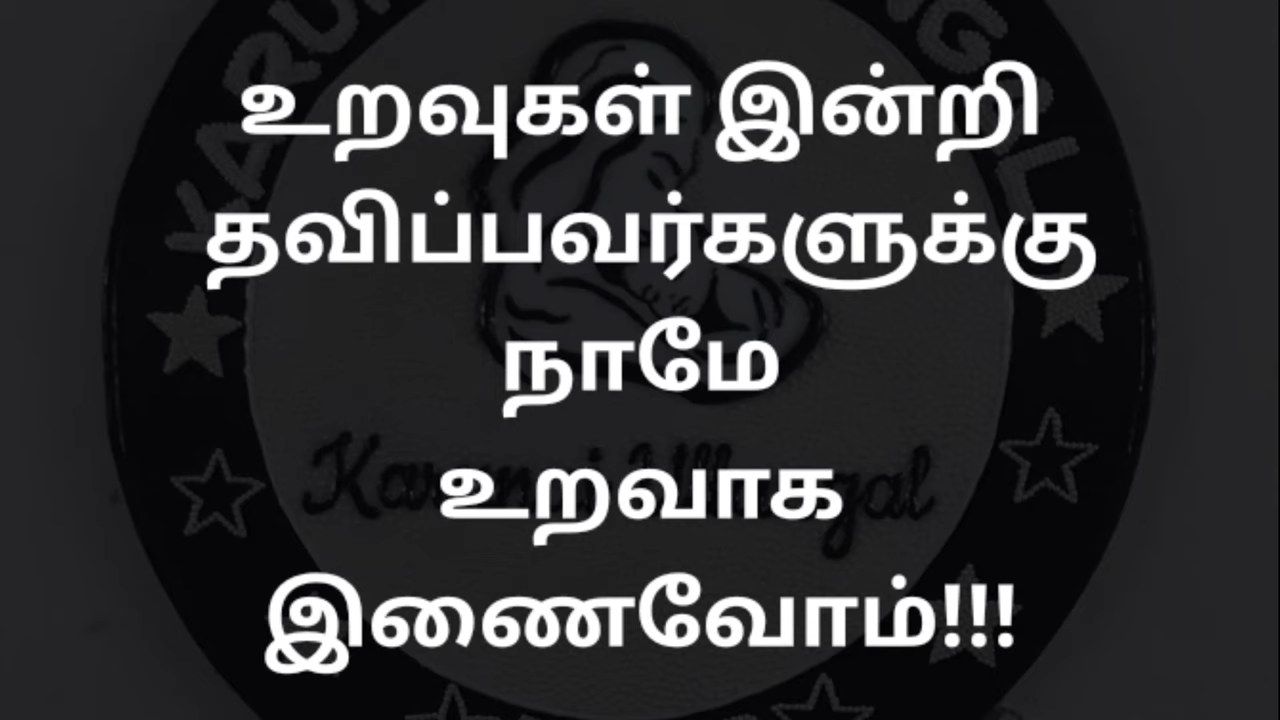 உறவுகள் இன்றி
தவிப்பவர்களுக்கு
நாமே
உறவாக
இணைவோம்!!!